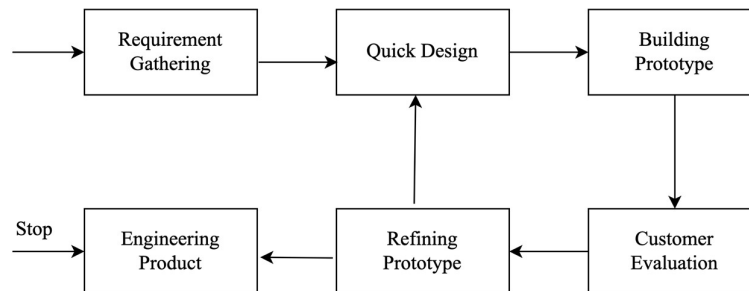 Requirement
Gathering
Quick Design
Building
Prototype
Stop
Engineering
Product
Refining
Prototype
Customer
Evaluation